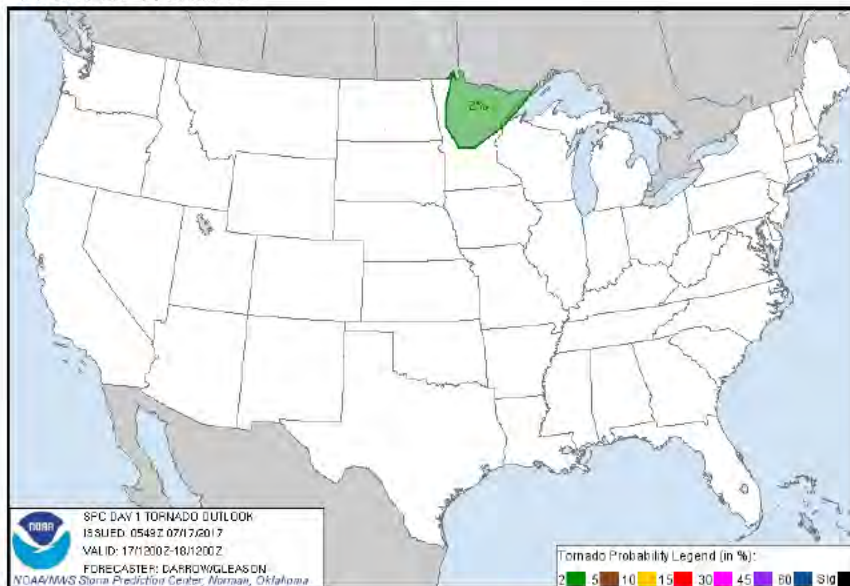 2%
noaa
SPC DAY 1 TORNADO OUTLOOK
ISSUED: 0549Z 07/17/2017
VALID: 17/1200Z-18/1200Z
FORECASTER: DARROW/GLEASON
NOAA/NWS Storm Prediction Center, Norman, Oklahoma
Tornado Probability Legend (in %):
2 5 10 15 30 45 60 Sig